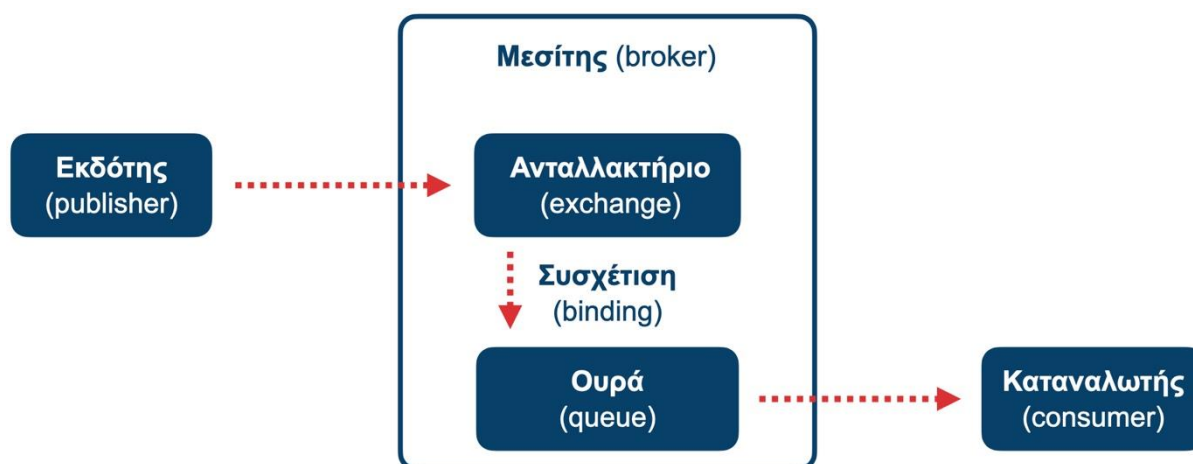 Μεσίτης (broker)
Εκδότης
(publisher)
Ανταλλακτήριο
(exchange)
Συσχέτιση
(binding)
Ουρά
(queue)
Καταναλωτής
(consumer)